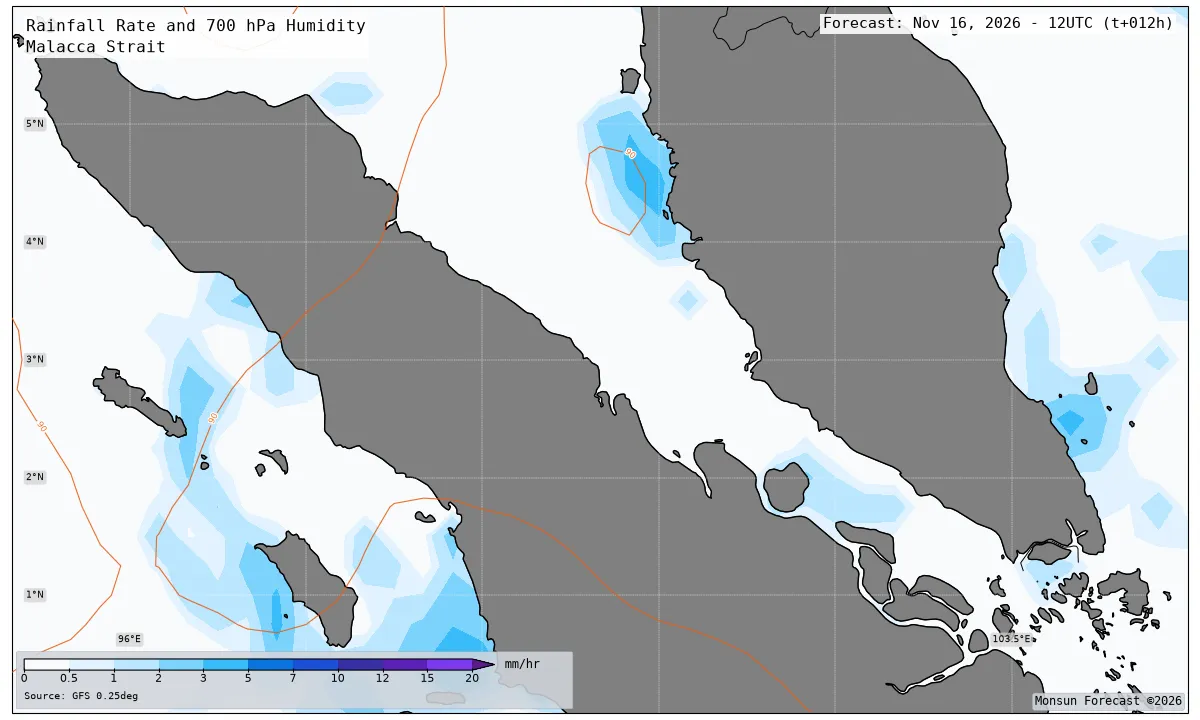 Rainfall Rate and 700 hPa Humidity
Malacca Strait
Forecast: Nov 16, 2026 - 12UTC (t+012h)
5°N
90
4°N
3°N
90
90
2°N
1°N
96°E
103.5°E
mm/hr
0 0.5 1 2 3 5 7 10 12 15 20
Source: GFS 0.25deg
Monsun Forecast ©2026